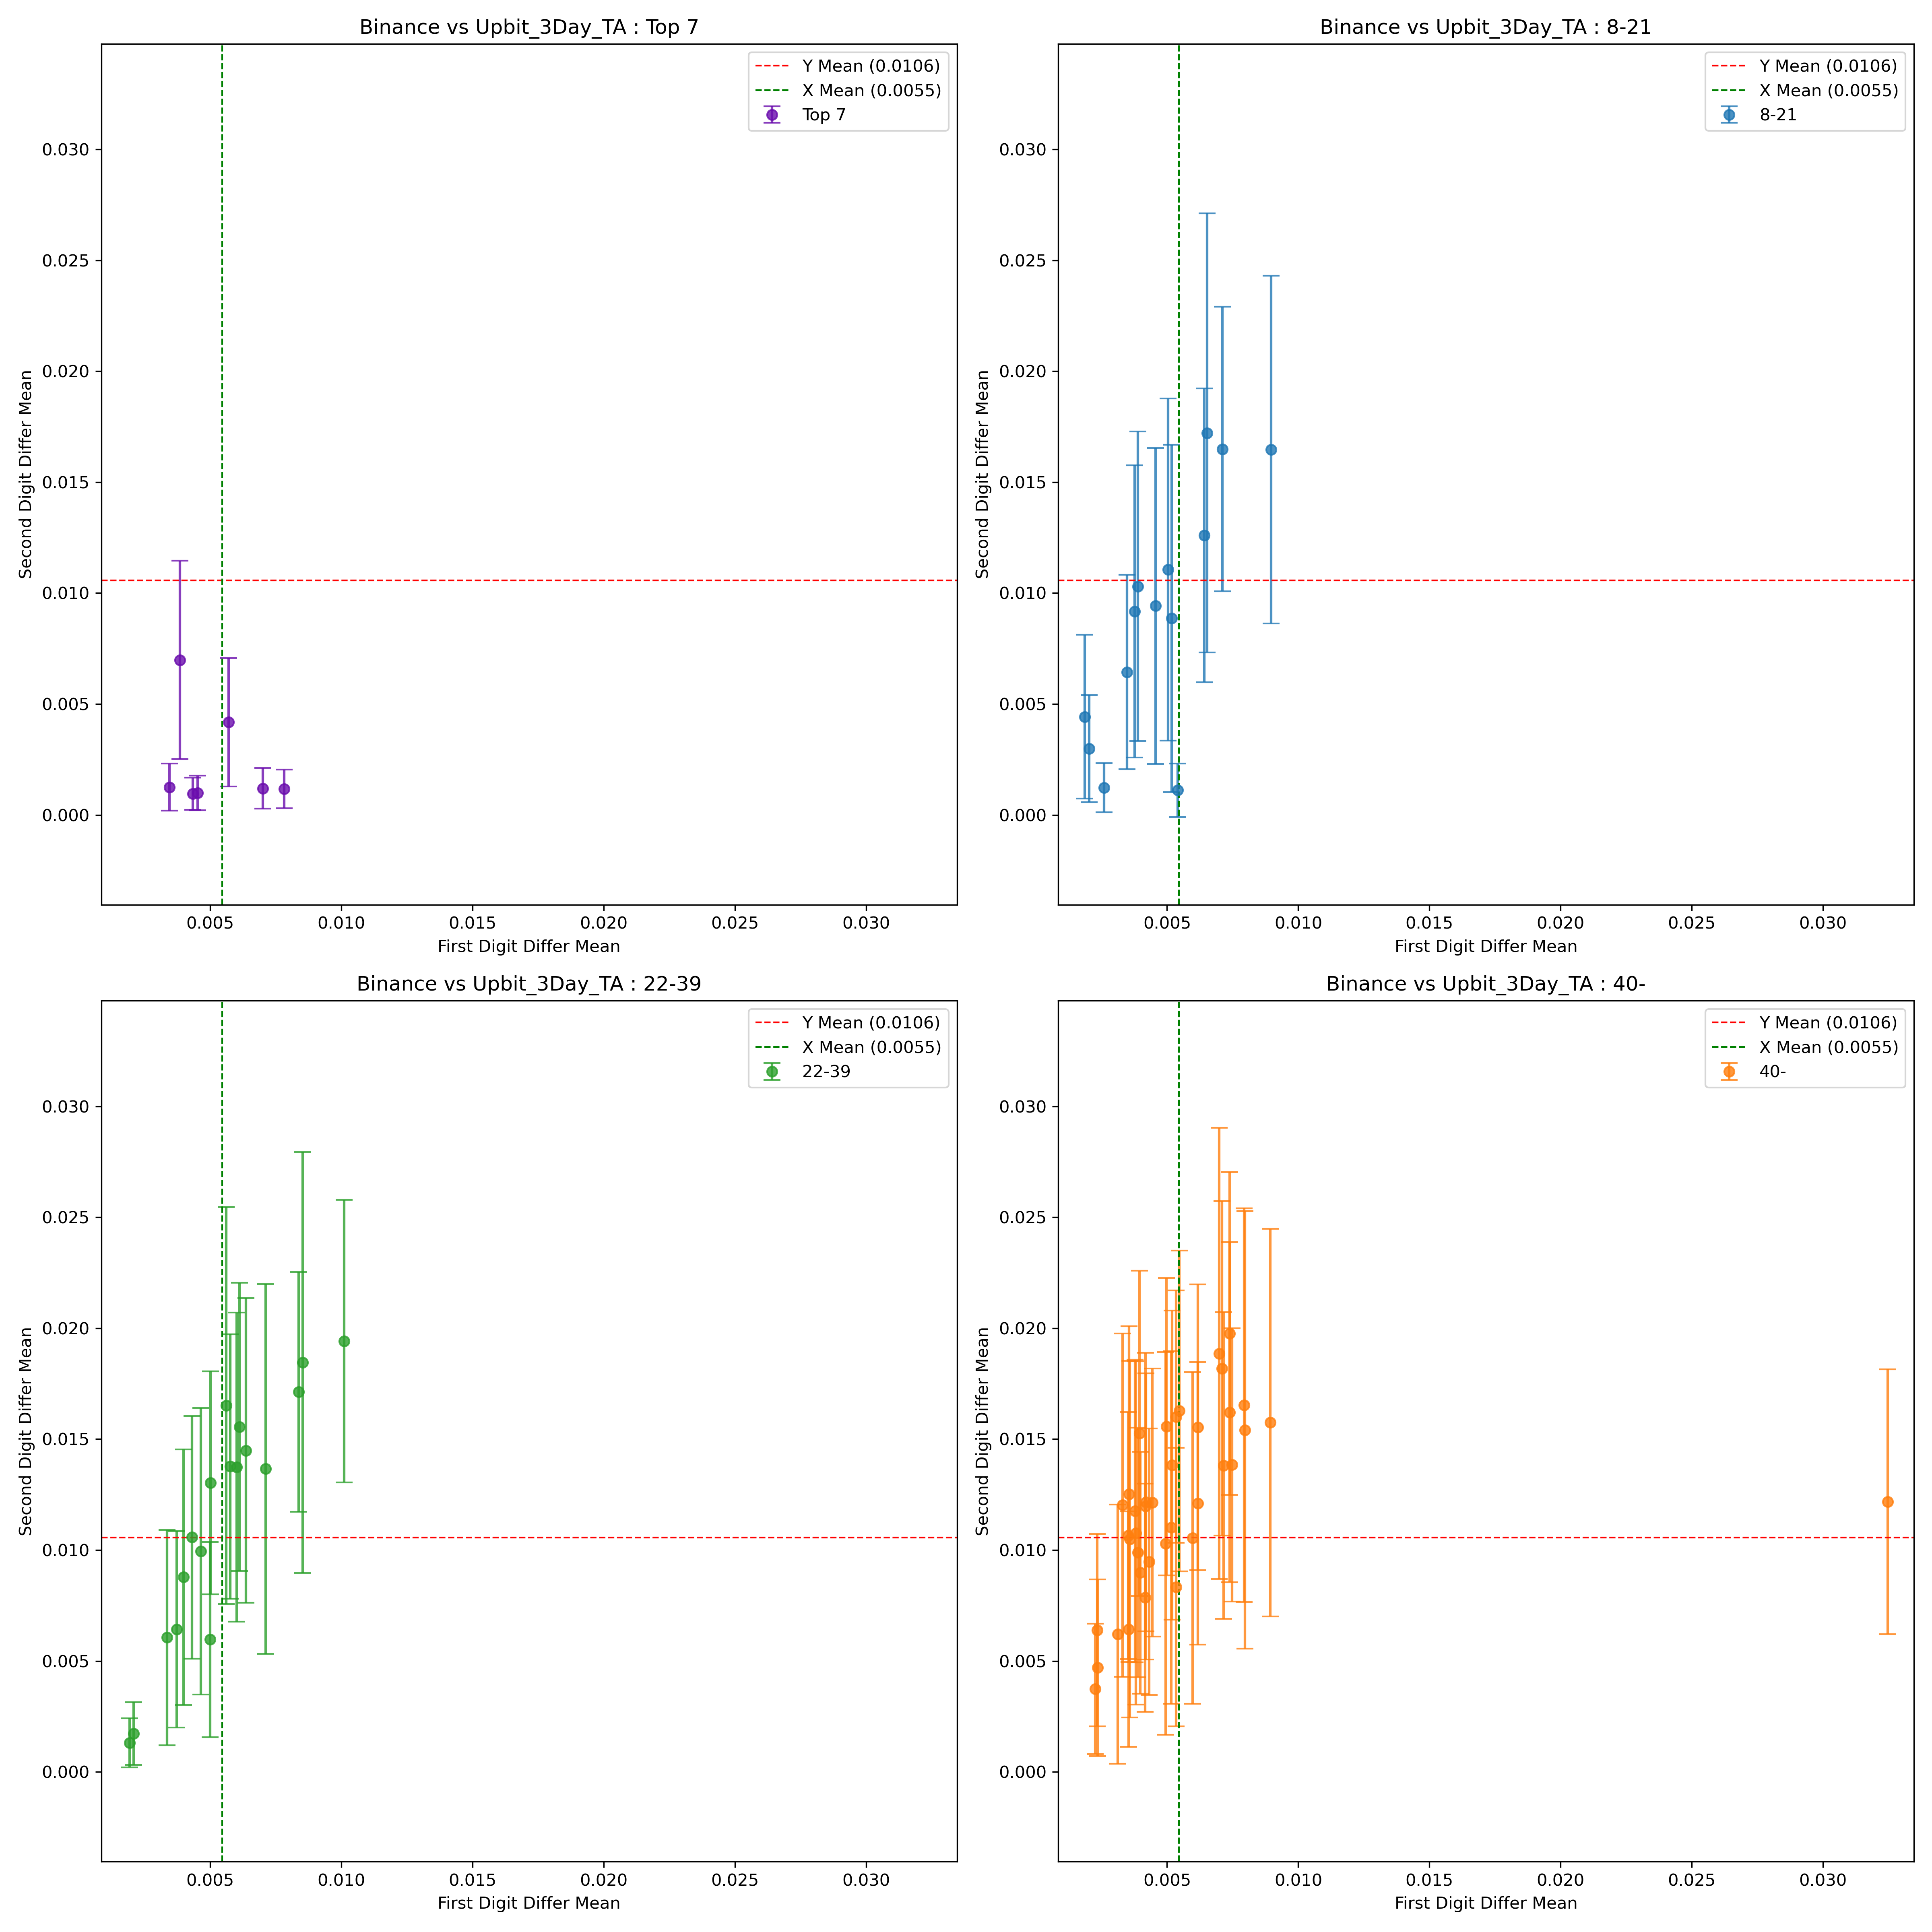 Binance vs Upbit_3Day_TA : Top 7
Y Mean (0.0106)
X Mean (0.0055)
Top 7
0.030
0.025
0.020
0.015
0.010
0.005
0.000
Second Digit Differ Mean
0.005 0.010 0.015 0.020 0.025 0.030
First Digit Differ Mean
Binance vs Upbit_3Day_TA : 8-21
Y Mean (0.0106)
X Mean (0.0055)
8-21
0.030
0.025
0.020
0.015
0.010
0.005
0.000
Second Digit Differ Mean
0.005 0.010 0.015 0.020 0.025 0.030
First Digit Differ Mean
Binance vs Upbit_3Day_TA : 22-39
Y Mean (0.0106)
X Mean (0.0055)
22-39
0.030
0.025
0.020
0.015
0.010
0.005
0.000
Second Digit Differ Mean
0.005 0.010 0.015 0.020 0.025 0.030
First Digit Differ Mean
Binance vs Upbit_3Day_TA : 40-
Y Mean (0.0106)
X Mean (0.0055)
40-
0.030
0.025
0.020
0.015
0.010
0.005
0.000
Second Digit Differ Mean
0.005 0.010 0.015 0.020 0.025 0.030
First Digit Differ Mean